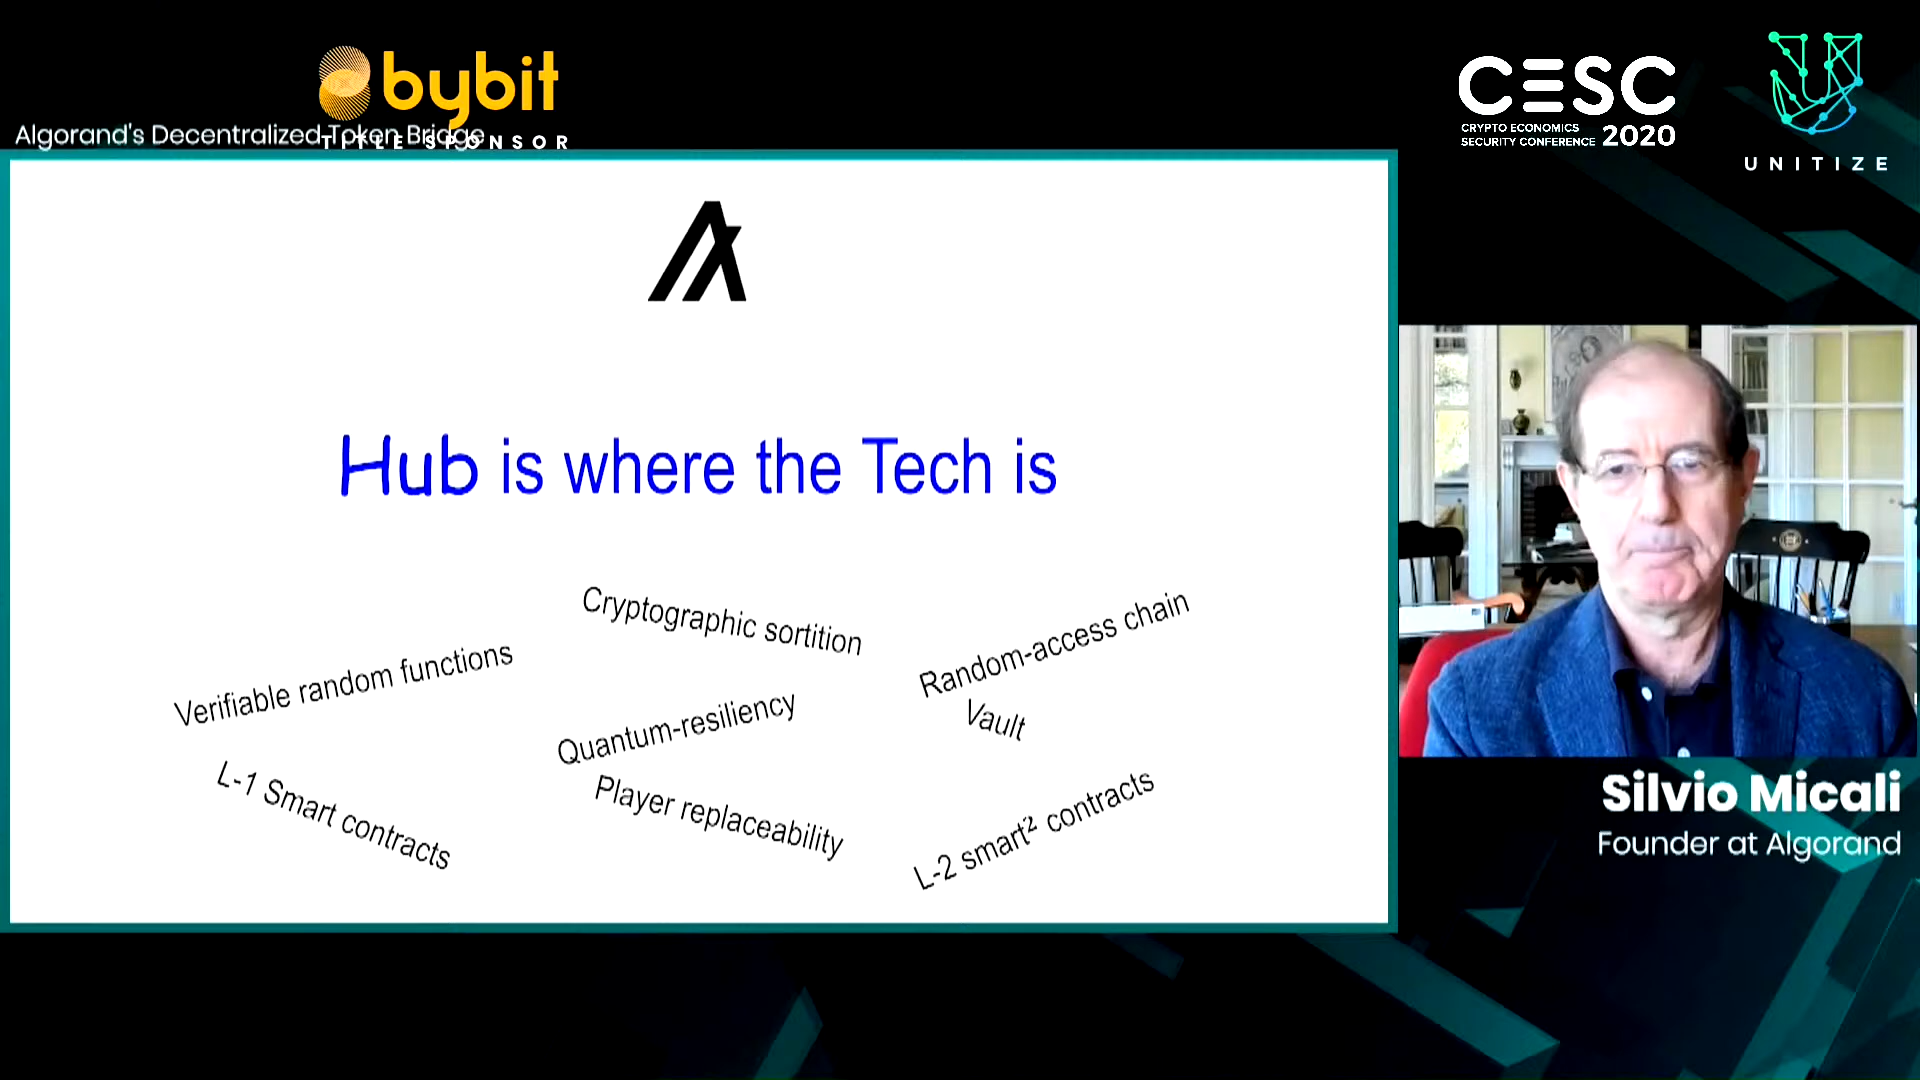 bybit
TITLE SPONSOR
Algorand's Decentralized Token Bridge
CESC
CRYPTO ECONOMICS
SECURITY CONFERENCE 2020
UNITIZE
Hub is where the Tech is
Cryptographic sortition
Random-access chain
Verifiable random functions
Quantum-resiliency
Vault
L-1 Smart contracts
Player replaceability
L-2 smart² contracts
Silvio Micali
Founder at Algorand